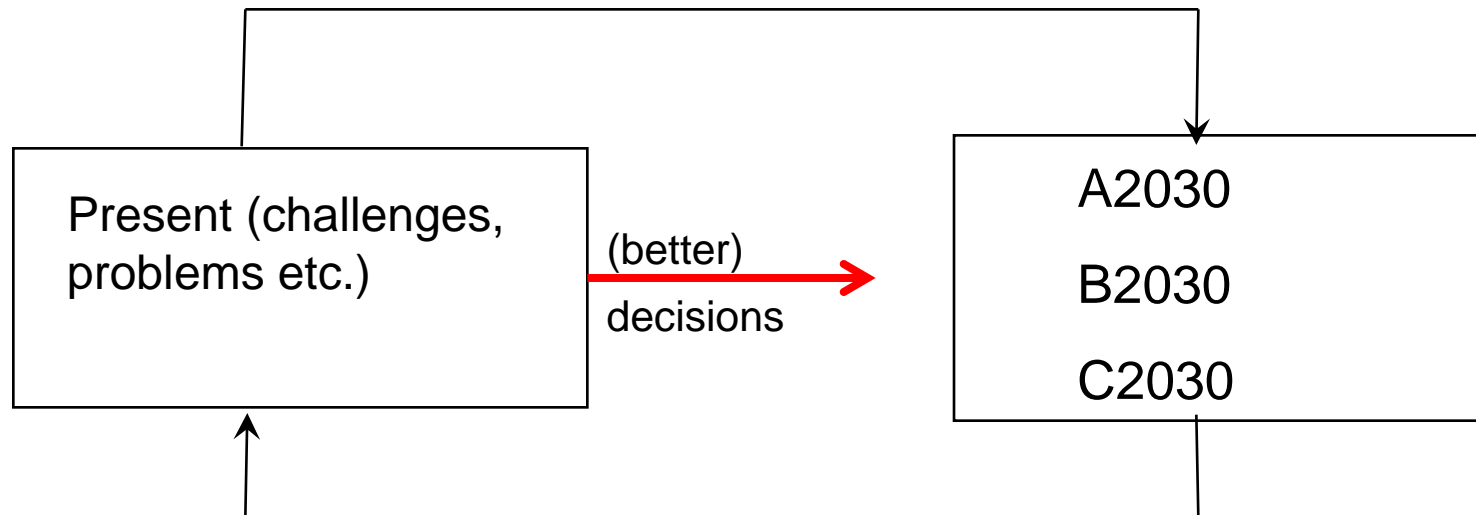 Present (challenges,
problems etc.)
(better)
decisions
A2030
B2030
C2030